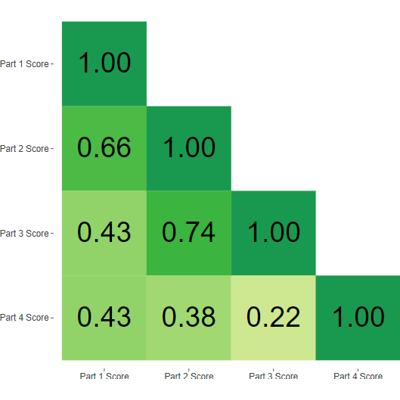 Part 1 Score
1.00
Part 2 Score
0.66 1.00
Part 3 Score
0.43 0.74 1.00
Part 4 Score
0.43 0.38 0.22 1.00
Part 1 Score Part 2 Score Part 3 Score Part 4 Score